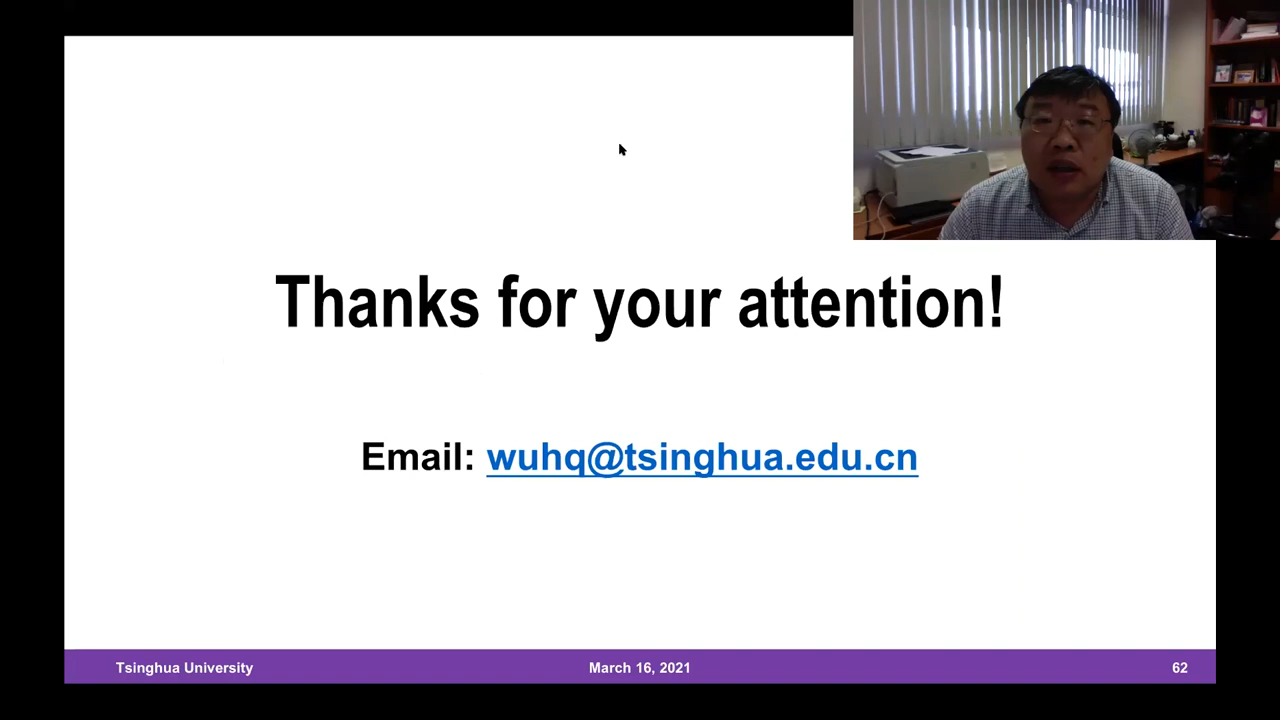 Thanks for your attention!
Email: wuhq@tsinghua.edu.cn
Tsinghua University
March 16, 2021
62